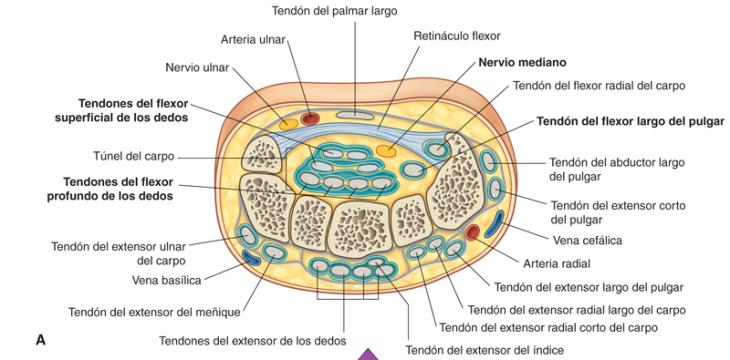 Tendón del palmar largo
Arteria ulnar
Retináculo flexor
Nervio ulnar
Nervio mediano
Tendón del flexor radial del carpo
Tendones del flexor
superficial de los dedos
Tendón del flexor largo del pulgar
Túnel del carpo
Tendón del abductor largo
del pulgar
Tendones del flexor
profundo de los dedos
Tendón del extensor corto
del pulgar
Vena cefálica
Tendón del extensor ulnar
del carpo
Arteria radial
Vena basílica
Tendón del extensor largo del pulgar
Tendón del extensor radial largo del carpo
Tendón del extensor del meñique
Tendón del extensor radial corto del carpo
A
Tendones del extensor de los dedos
Tendón del extensor del índice